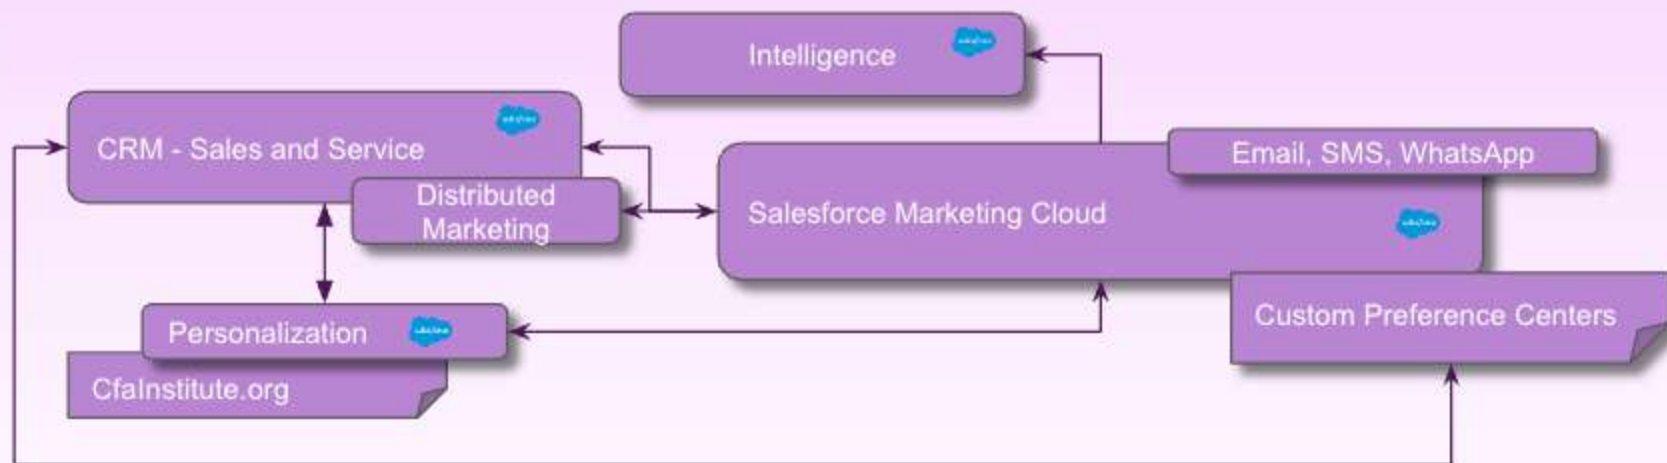 Intelligence
CRM - Sales and Service
Email, SMS, WhatsApp
Distributed
Marketing
Salesforce Marketing Cloud
Personalization
Custom Preference Centers
CfaInstitute.org